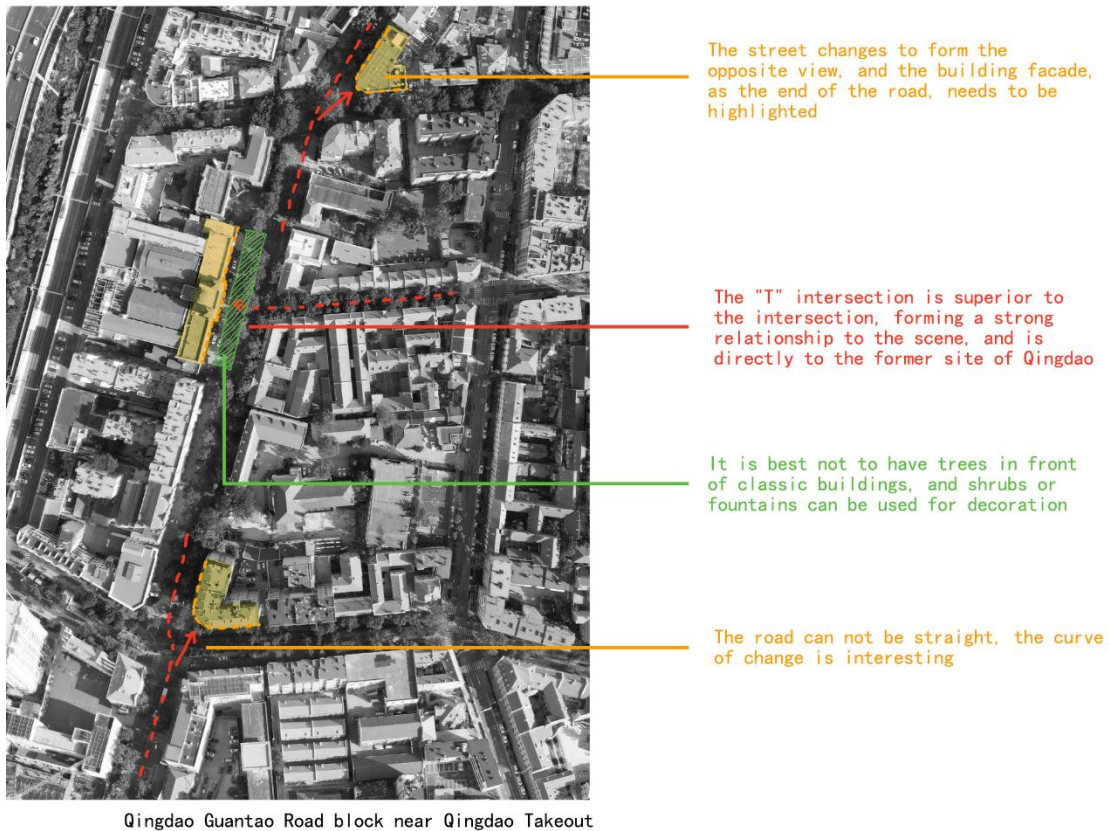 The street changes to form the
opposite view, and the building facade,
as the end of the road, needs to be
highlighted
The "T" intersection is superior to
the intersection, forming a strong
relationship to the scene, and is
directly to the former site of Qingdao
It is best not to have trees in front
of classic buildings, and shrubs or
fountains can be used for decoration
The road can not be straight, the curve
of change is interesting
Qingdao Guantao Road block near Qingdao Takeout